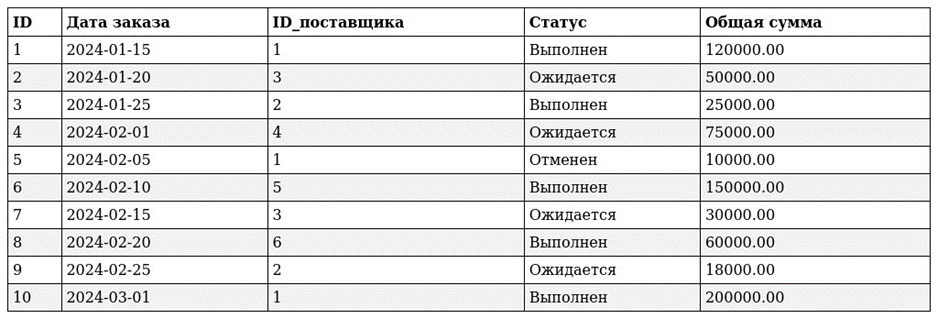 ID Дата заказа ID_поставщика Статус Общая сумма
1 2024-01-15 1 Выполнен 120000.00
2 2024-01-20 3 Ожидается 50000.00
3 2024-01-25 2 Выполнен 25000.00
4 2024-02-01 4 Ожидается 75000.00
5 2024-02-05 1 Отменен 10000.00
6 2024-02-10 5 Выполнен 150000.00
7 2024-02-15 3 Ожидается 30000.00
8 2024-02-20 6 Выполнен 60000.00
9 2024-02-25 2 Ожидается 18000.00
10 2024-03-01 1 Выполнен 200000.00